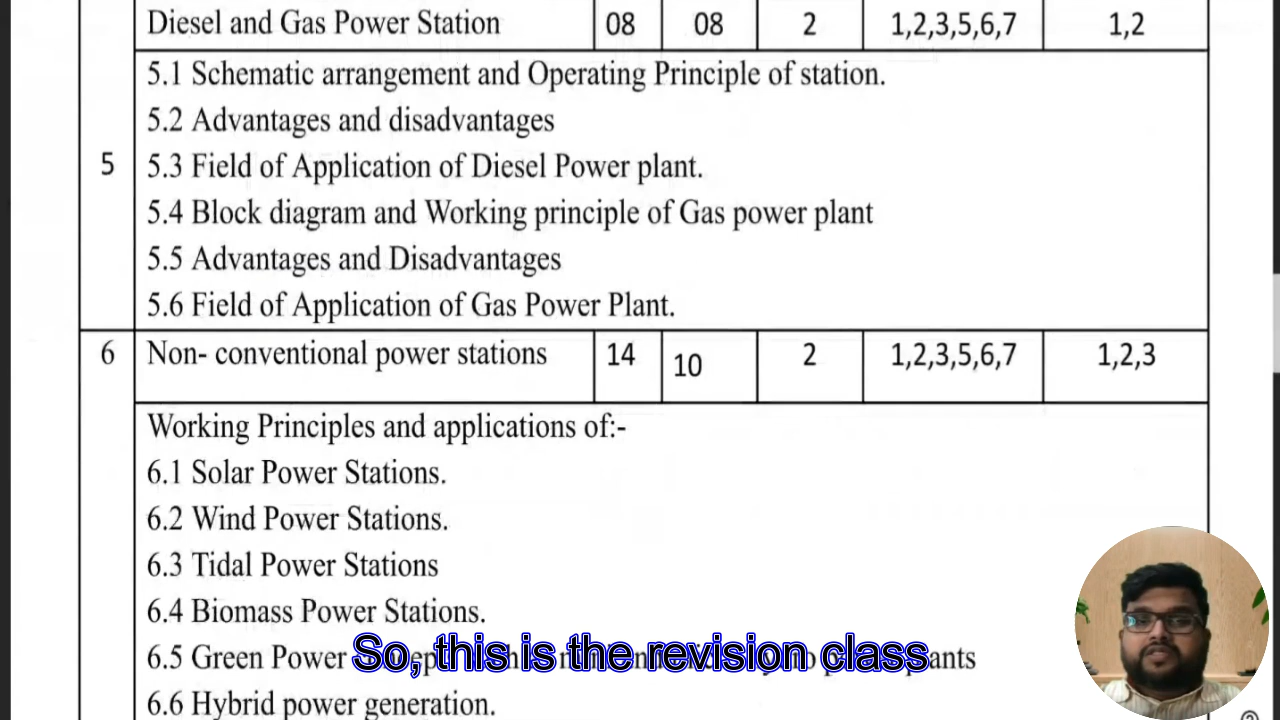 Diesel and Gas Power Station 08 08 2 1,2,3,5,6,7 1,2
5.1 Schematic arrangement and Operating Principle of station.
5.2 Advantages and disadvantages
5 5.3 Field of Application of Diesel Power plant.
5.4 Block diagram and Working principle of Gas power plant
5.5 Advantages and Disadvantages
5.6 Field of Application of Gas Power Plant.
6 Non- conventional power stations 14 10 2 1,2,3,5,6,7 1,2,3
Working Principles and applications of:-
6.1 Solar Power Stations.
6.2 Wind Power Stations.
6.3 Tidal Power Stations
6.4 Biomass Power Stations.
6.5 Green Power
So, this is the revision class
6.6 Hybrid power generation.